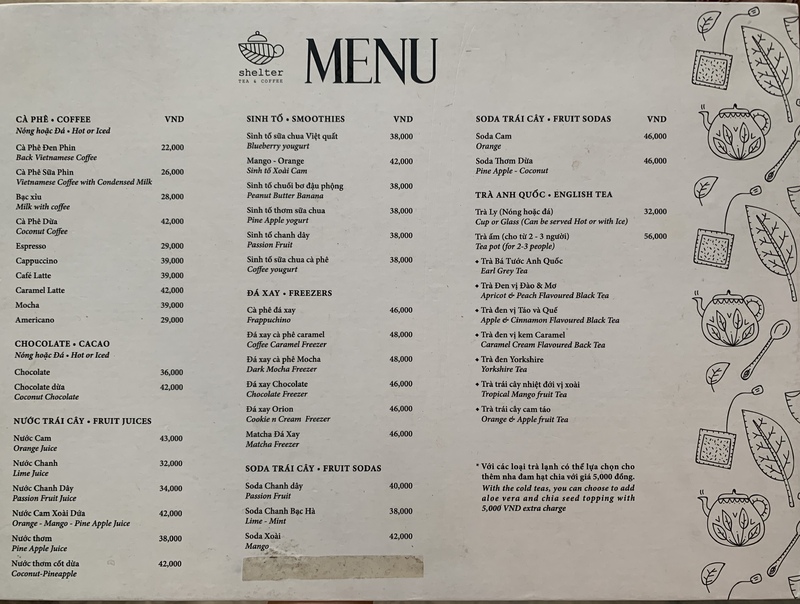 shelter
TEA & COFFEE
MENU
CÀ PHÊ • COFFEE VND
Nóng hoặc Đá • Hot or Iced
Cà Phê Đen Phin 22,000
Back Vietnamese Coffee
Cà Phê Sữa Phin 26,000
Vietnamese Coffee with Condensed Milk
Bạc xỉu 28,000
Milk with coffee
Cà Phê Dừa 42,000
Coconut Coffee
Espresso 29,000
Cappuccino 39,000
Café Latte 39,000
Caramel Latte 42,000
Mocha 39,000
Americano 29,000
CHOCOLATE • CACAO
Nóng hoặc Đá • Hot or Iced
Chocolate 36,000
Chocolate dừa 42,000
Coconut Chocolate
NƯỚC TRÁI CÂY • FRUIT JUICES
Nước Cam 43,000
Orange Juice
Nước Chanh 32,000
Lime Juice
Nước Chanh Dây 34,000
Passion Fruit Juice
Nước Cam Xoài Dứa 42,000
Orange - Mango - Pine Apple Juice
Nước thơm 38,000
Pine Apple Juice
Nước thơm cốt dừa 42,000
Coconut-Pineapple
SINH TỐ • SMOOTHIES VND
Sinh tố sữa chua Việt quất 38,000
Blueberry yougurt
Mango - Orange 42,000
Sinh tố Xoài Cam
Sinh tố chuối bơ đậu phộng 38,000
Peanut Butter Banana
Sinh tố thơm sữa chua 38,000
Pine Apple yogurt
Sinh tố chanh dây 38,000
Passion Fruit
Sinh tố sữa chua cà phê 38,000
Coffee yougurt
ĐÁ XAY • FREEZERS
Cà phê đá xay 46,000
Frappuchino
Đá xay cà phê caramel 48,000
Coffee Caramel Freezer
Đá xay cà phê Mocha 48,000
Dark Mocha Freezer
Đá xay Chocolate 46,000
Chocolate Freezer
Đá xay Orion 46,000
Cookie n Cream Freezer
Matcha Đá Xay 46,000
Matcha Freezer
SODA TRÁI CÂY • FRUIT SODAS
Soda Chanh dây 40,000
Passion Fruit
Soda Chanh Bạc Hà 38,000
Lime - Mint
Soda Xoài 42,000
Mango
SODA TRÁI CÂY • FRUIT SODAS VND
Soda Cam 46,000
Orange
Soda Thơm Dừa 46,000
Pine Apple - Coconut
TRÀ ANH QUỐC • ENGLISH TEA
Trà Ly (Nóng hoặc đá) 32,000
Cup or Glass (Can be served Hot or with Ice)
Trà ấm (cho từ 2 - 3 người) 56,000
Tea pot (for 2-3 people)
• Trà Bá Tước Anh Quốc
Earl Grey Tea
• Trà Đen vị Đào & Mơ
Apricot & Peach Flavoured Black Tea
• Trà đen vị Táo và Quế
Apple & Cinnamon Flavoured Black Tea
• Trà đen vị kem Caramel
Caramel Cream Flavoured Back Tea
• Trà đen Yorkshire
Yorkshire Tea
• Trà trái cây nhiệt đới vị xoài
Tropical Mango fruit Tea
• Trà trái cây cam táo
Orange & Apple fruit Tea
* Với các loại trà lạnh có thể lựa chọn cho
thêm nha đam hạt chia với giá 5,000 đồng.
With the cold teas, you can choose to add
aloe vera and chia seed topping with
5,000 VND extra charge